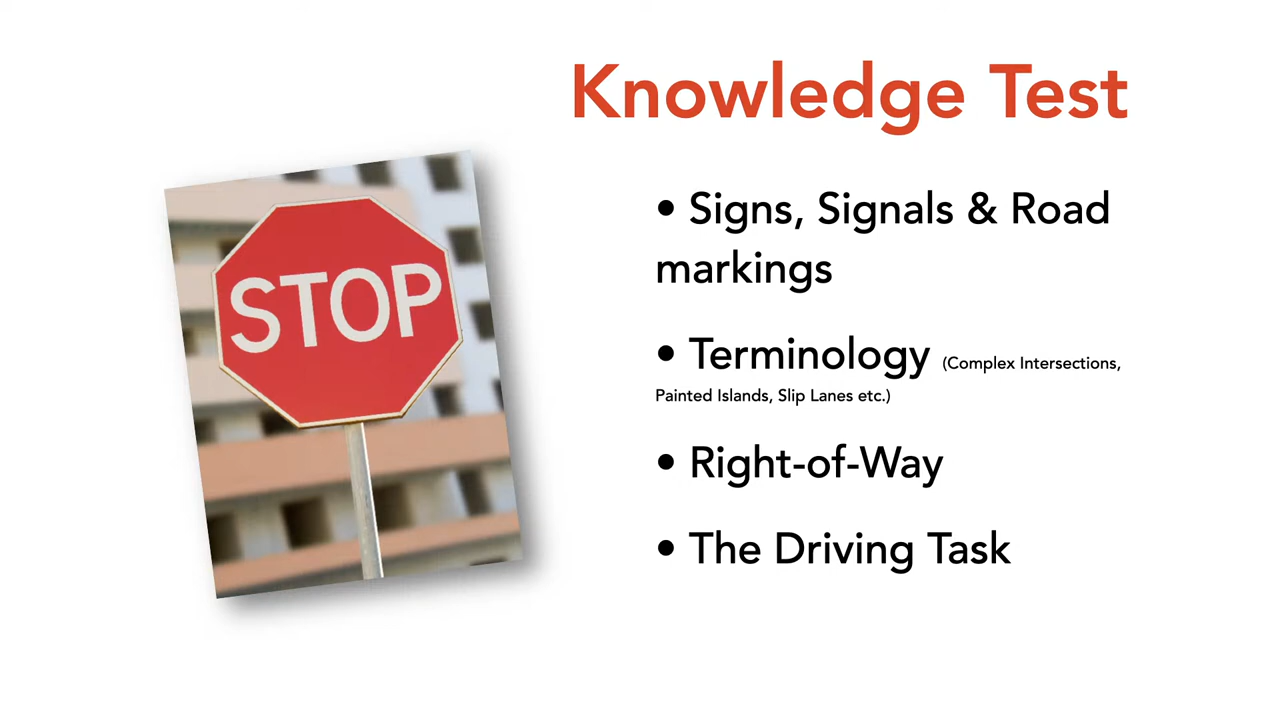 Knowledge Test
STOP
• Signs, Signals & Road
markings
• Terminology (Complex Intersections,
Painted Islands, Slip Lanes etc.)
• Right-of-Way
• The Driving Task